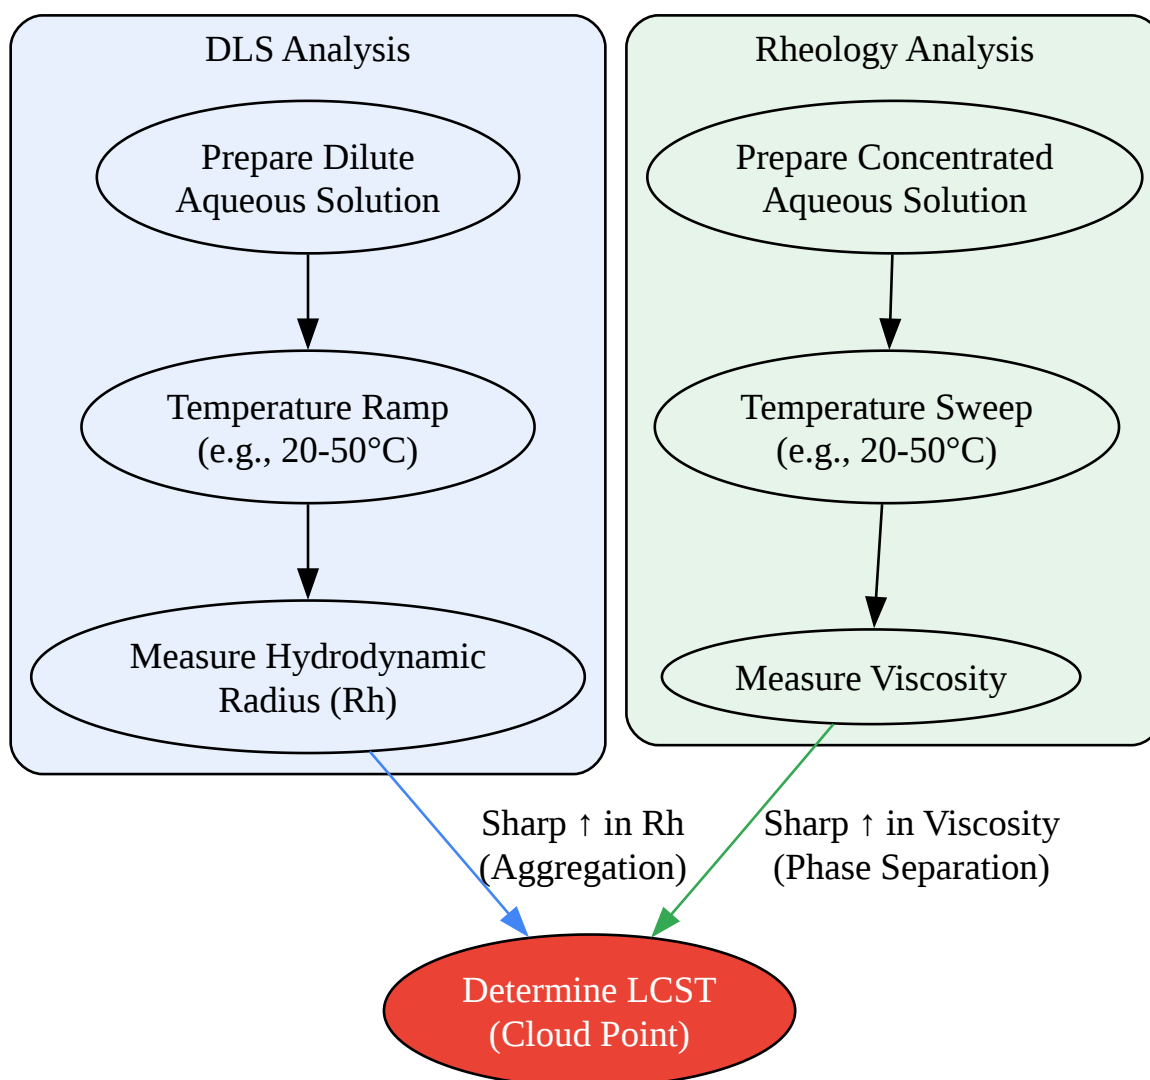 DLS Analysis
Prepare Dilute
Aqueous Solution
Temperature Ramp
(e.g., 20-50°C)
Measure Hydrodynamic
Radius (Rh)
Rheology Analysis
Prepare Concentrated
Aqueous Solution
Temperature Sweep
(e.g., 20-50°C)
Measure Viscosity
Sharp ↑ in Rh
(Aggregation)
Sharp ↑ in Viscosity
(Phase Separation)
Determine LCST
(Cloud Point)